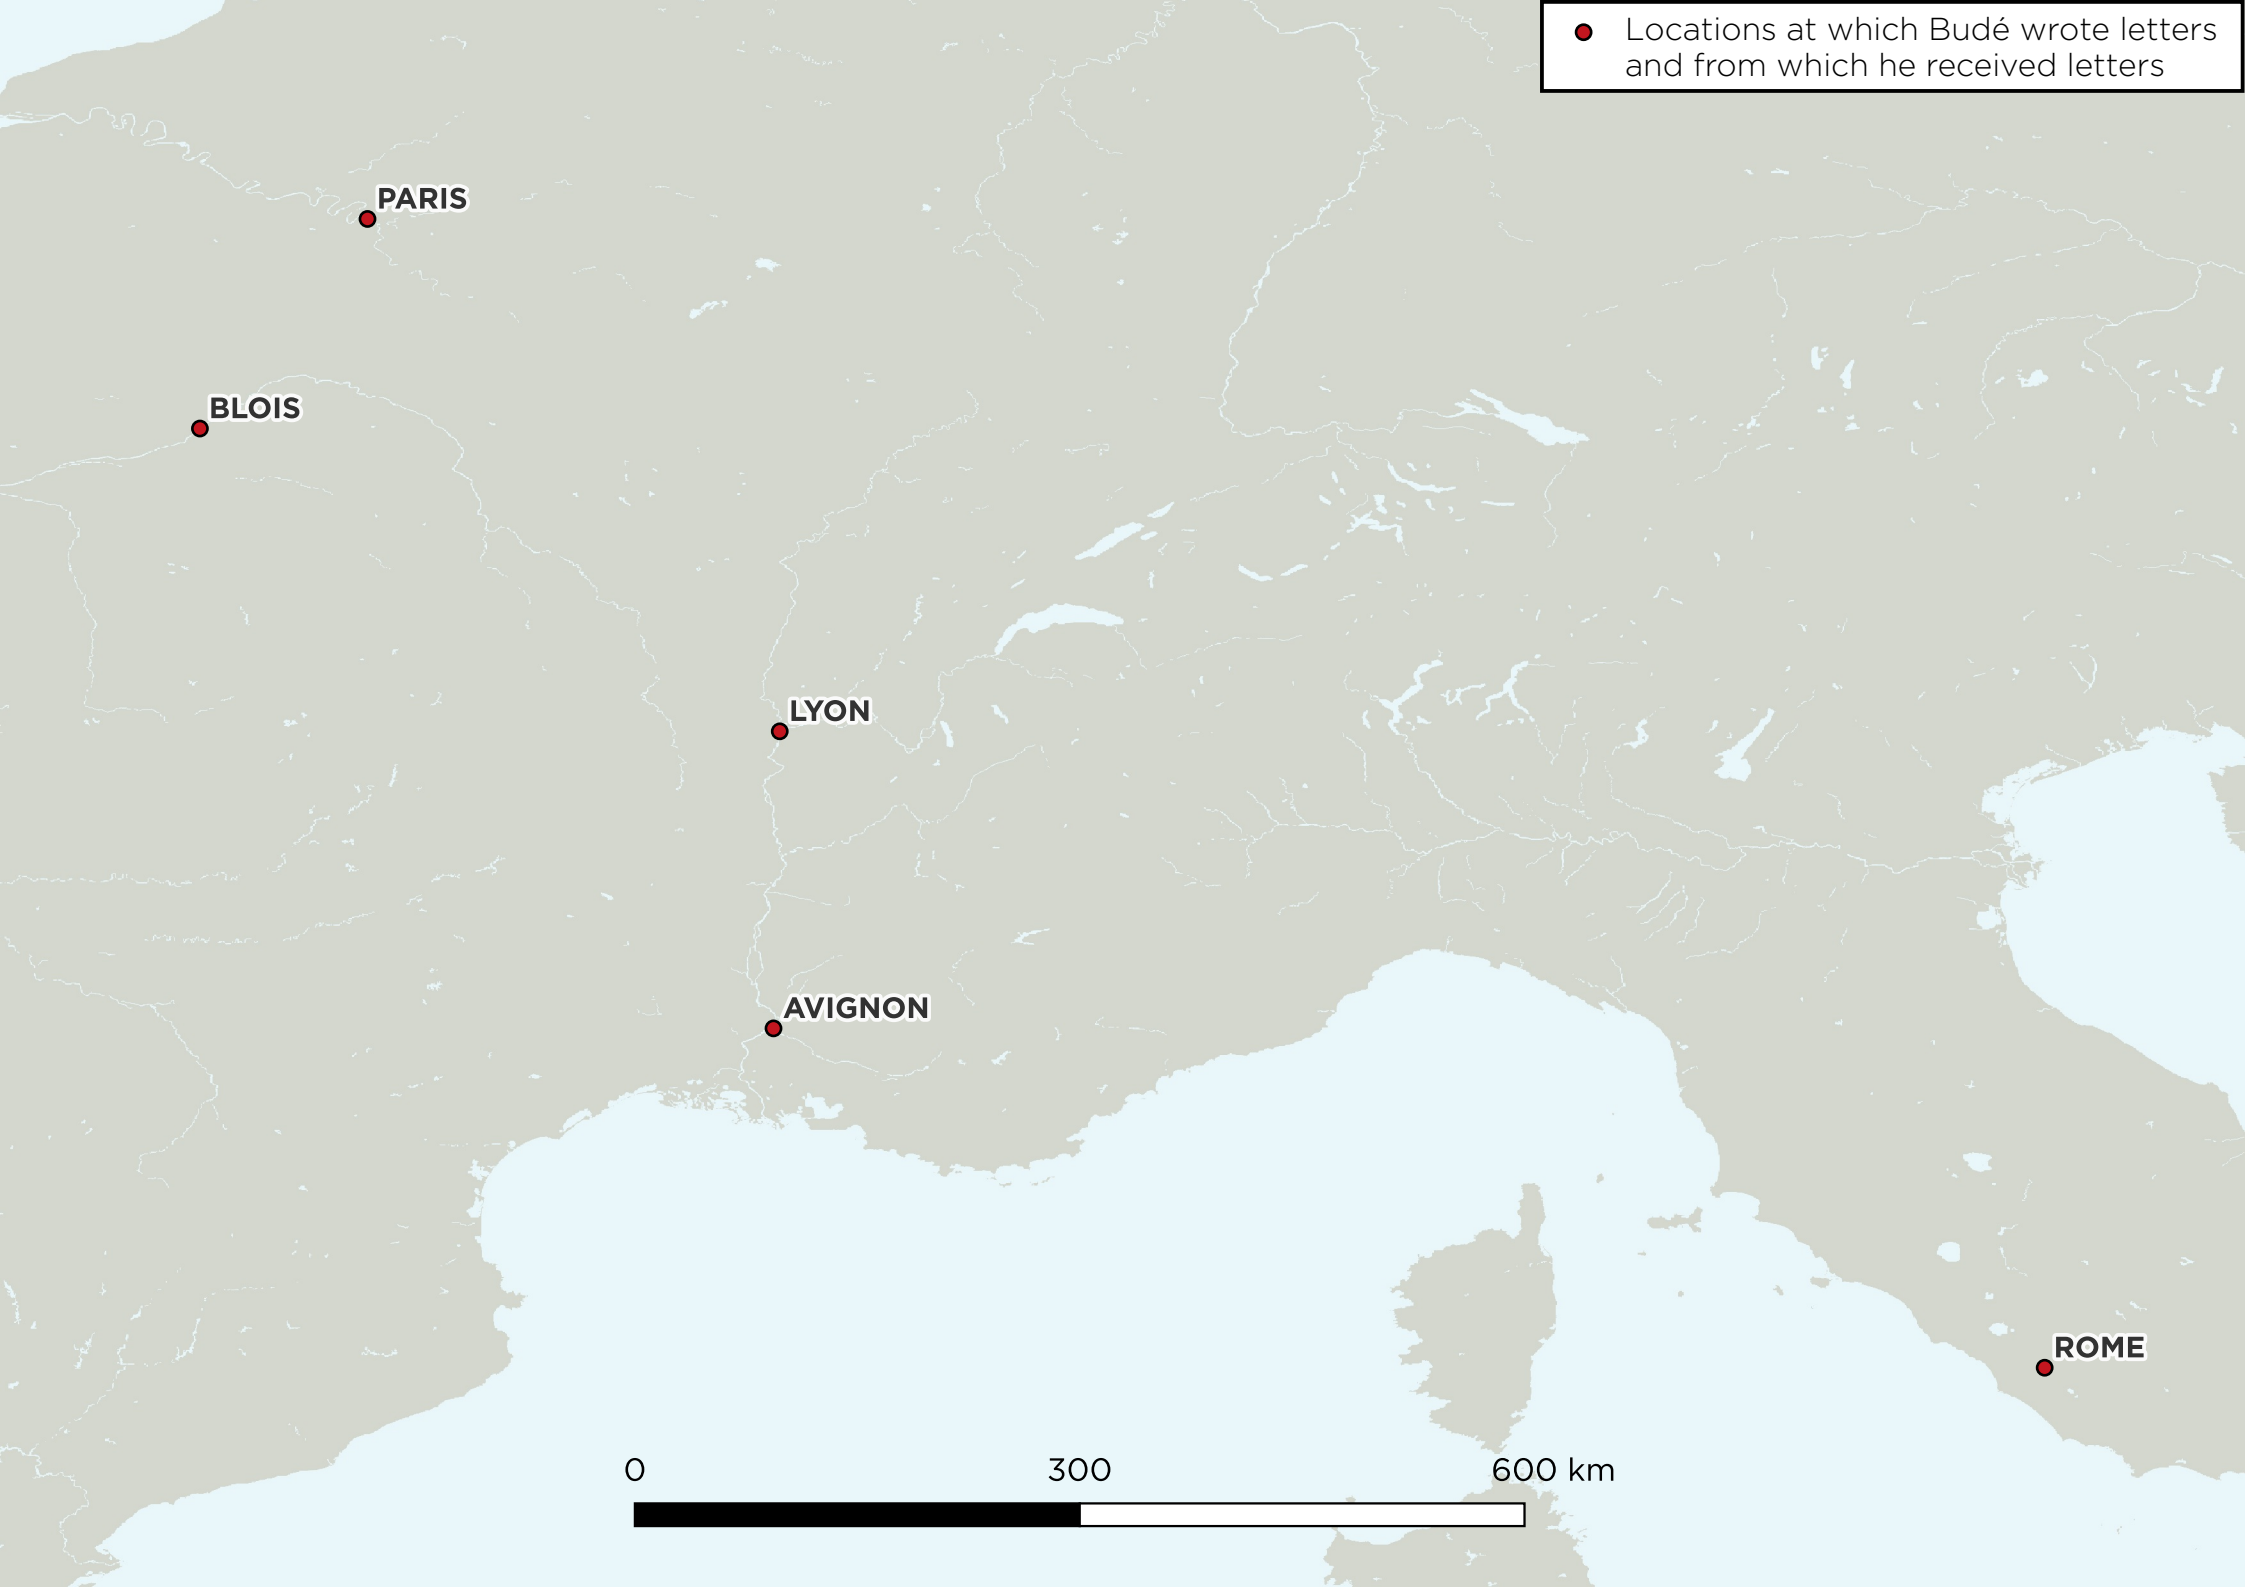 Locations at which Budé wrote letters
and from which he received letters
PARIS
BLOIS
LYON
AVIGNON
ROME
0 300 600 km